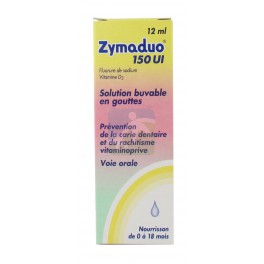 12 ml
Zymaduo®
150 UI
Fluorure de sodium
Vitamine D3
Solution buvable
en gouttes
Prévention
de la carie dentaire
et du rachitisme
vitaminoprive
Voie orale
Nourrisson
de 0 à 18 mois